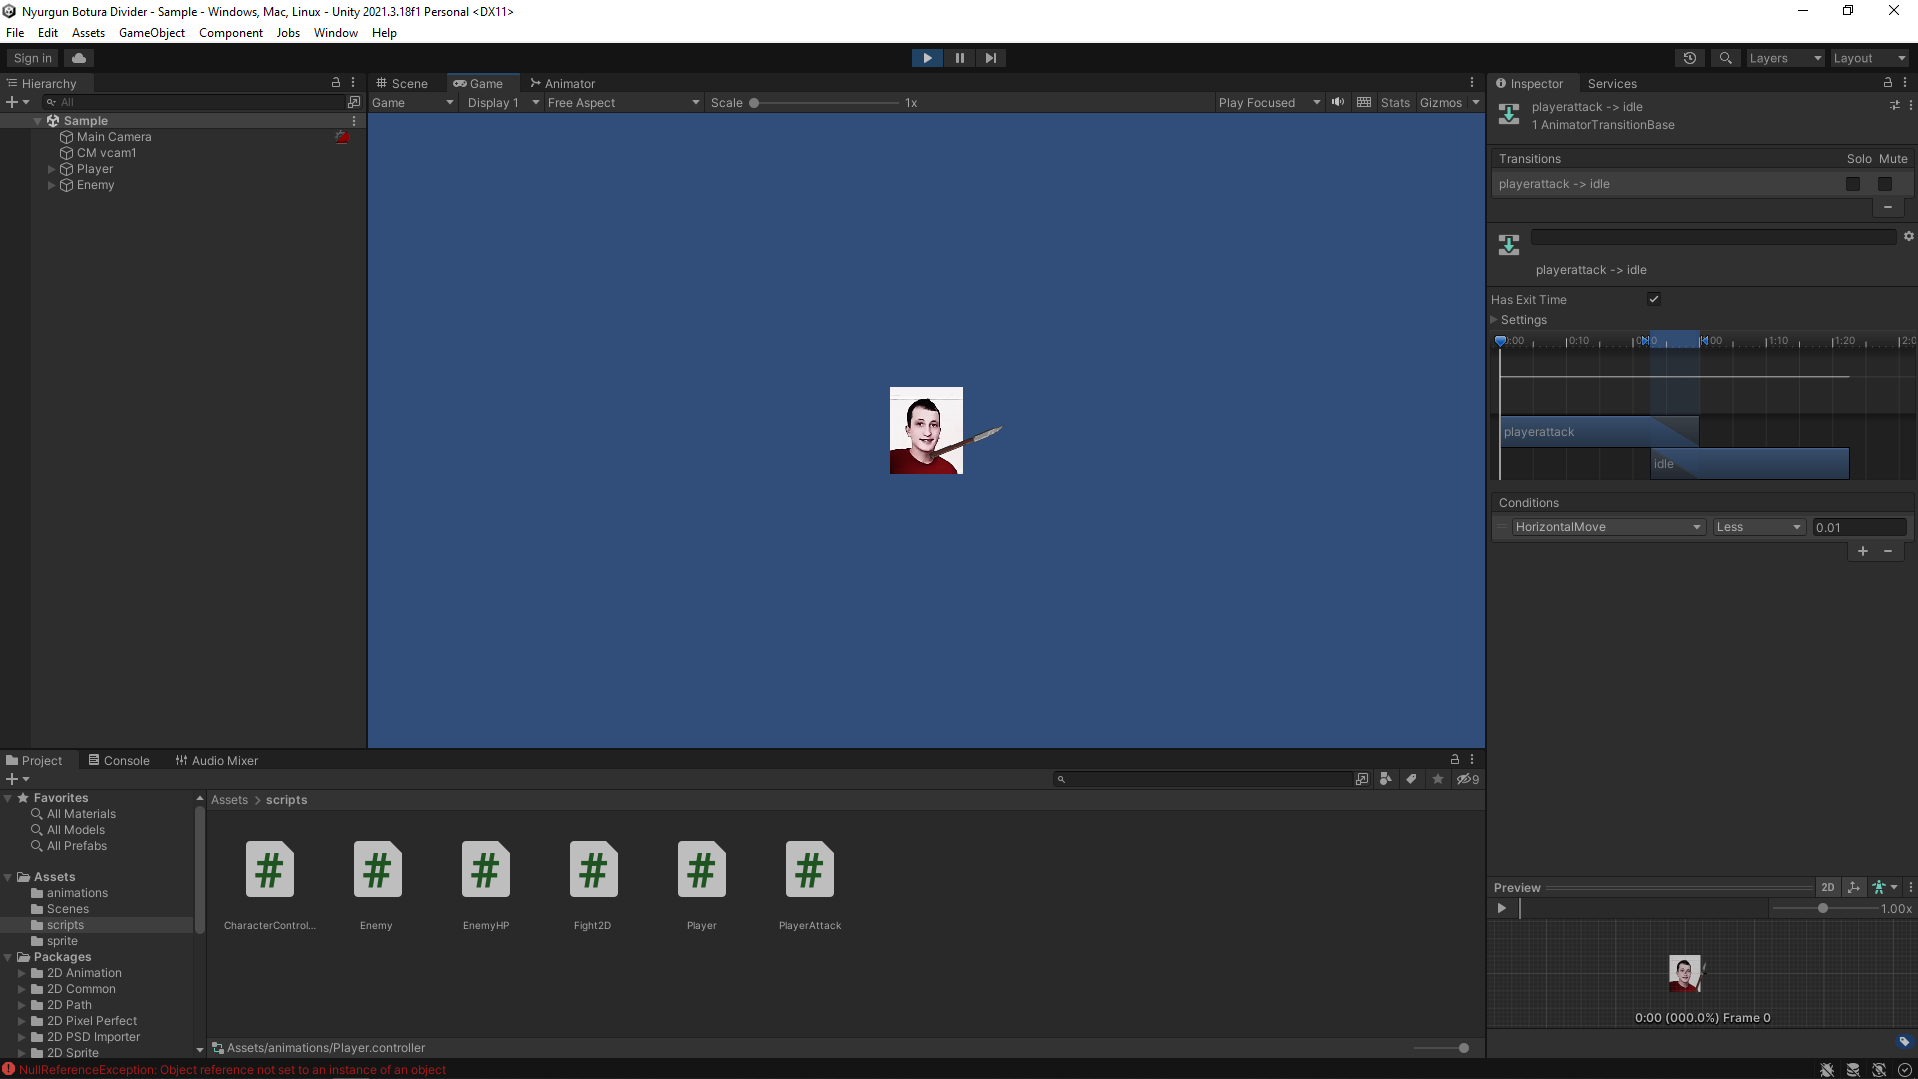 Nyurgun Botura Divider - Sample - Windows, Mac, Linux - Unity 2021.3.18f1 Personal <DX11>
File Edit Assets GameObject Component Jobs Window Help
Sign in
Layers Layout
Hierarchy
All
Sample
Main Camera
CM vcam1
Player
Enemy
Scene Game Animator
Game Display 1 Free Aspect Scale 1x Play Focused Stats Gizmos
Inspector Services
playerattack -> idle
1 AnimatorTransitionBase
Transitions Solo Mute
playerattack -> idle
playerattack -> idle
Has Exit Time
Settings
0:10 1:10 1:20
playerattack
idle
Conditions
HorizontalMove Less 0.01
Preview 2D
1.00x
0:00 (000.0%) Frame 0
Project Console Audio Mixer
9
Favorites
All Materials
All Models
All Prefabs
Assets
animations
Scenes
scripts
sprite
Packages
2D Animation
2D Common
2D Path
2D Pixel Perfect
2D PSD Importer
2D Sprite
Assets > scripts
CharacterControl... Enemy EnemyHP Fight2D Player PlayerAttack
Assets/animations/Player.controller
NullReferenceException: Object reference not set to an instance of an object